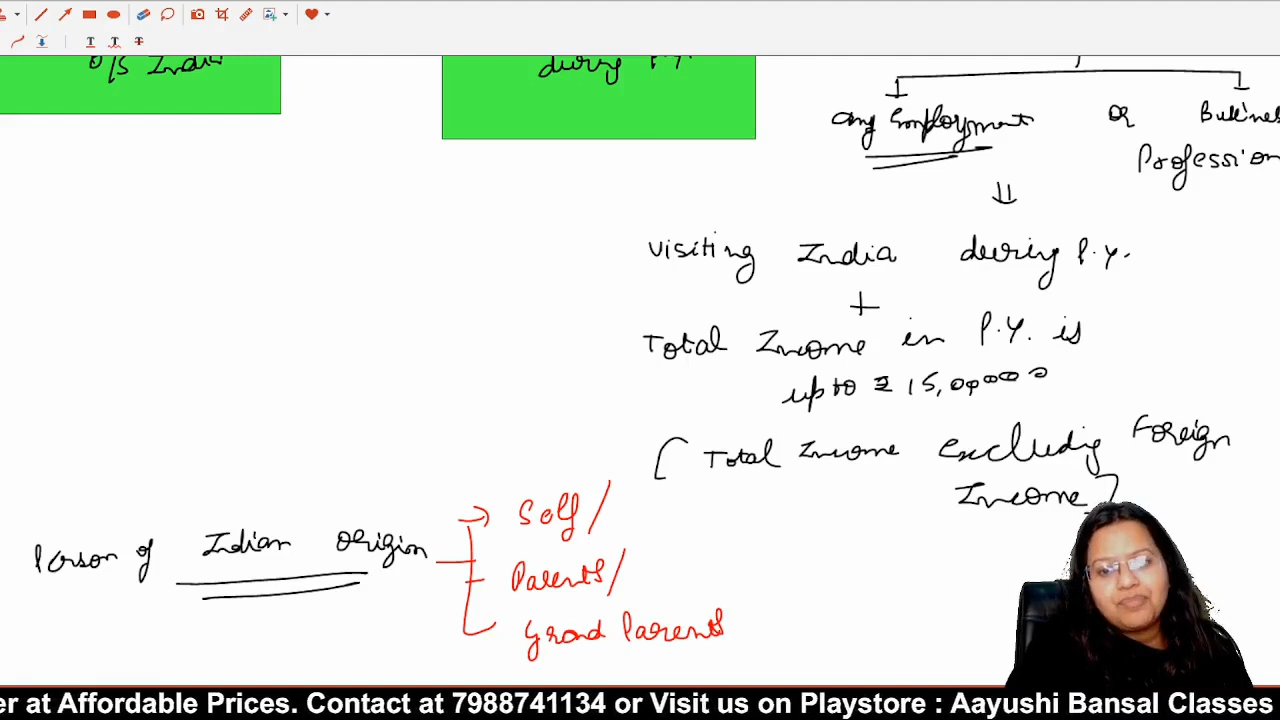 O/S India
during P.Y.
any Employment or Business
Profession
Visiting India during P.Y.
+
Total Income in P.Y. is
upto ₹ 15,00,000
[Total Income excluding Foreign
Income]
Person of Indian origin
Self/
Parents/
Grand Parents
er at Affordable Prices. Contact at 7988741134 or Visit us on Playstore : Aayushi Bansal Classes